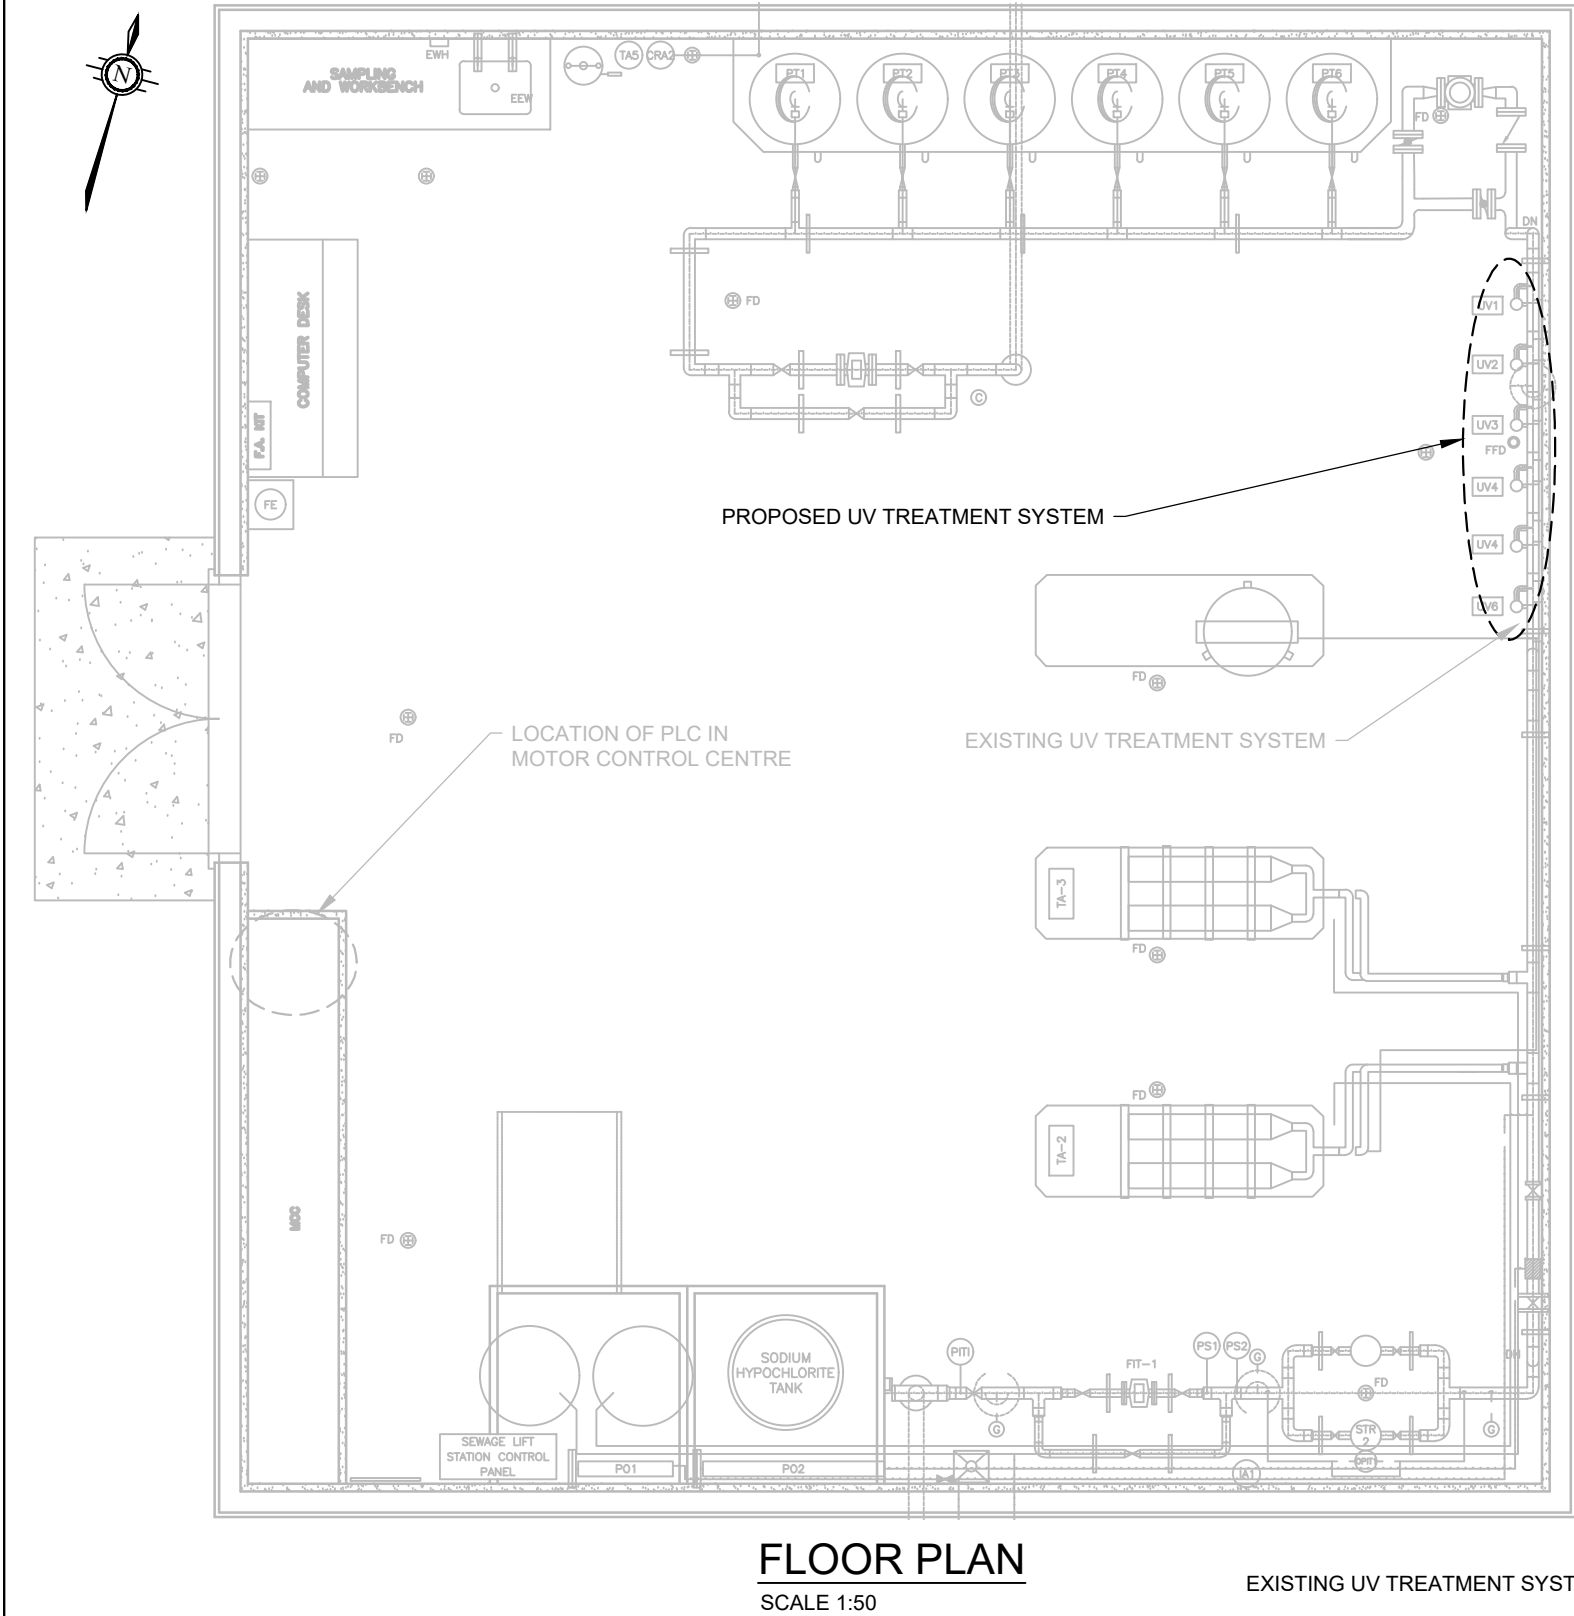 N
EWH
SAMPLING
AND WORKBENCH
EEW
TA5
CRA2
PT1
PT2
PT3
PT4
PT5
PT6
FD
DN
COMPUTER DESK
F.A. KIT
FE
FD
UV1
UV2
C
UV3
FFD
UV4
UV4
UV6
PROPOSED UV TREATMENT SYSTEM
FD
FD
LOCATION OF PLC IN
MOTOR CONTROL CENTRE
EXISTING UV TREATMENT SYSTEM
TA-3
FD
FD
TA-2
MCC
FD
SODIUM
HYPOCHLORITE
TANK
PIT1
FIT-1
PS1
PS2
G
FD
G
STR
2
G
SEWAGE LIFT
STATION CONTROL
PANEL
PO1
PO2
FLOOR PLAN
SCALE 1:50
EXISTING UV TREATMENT SYST